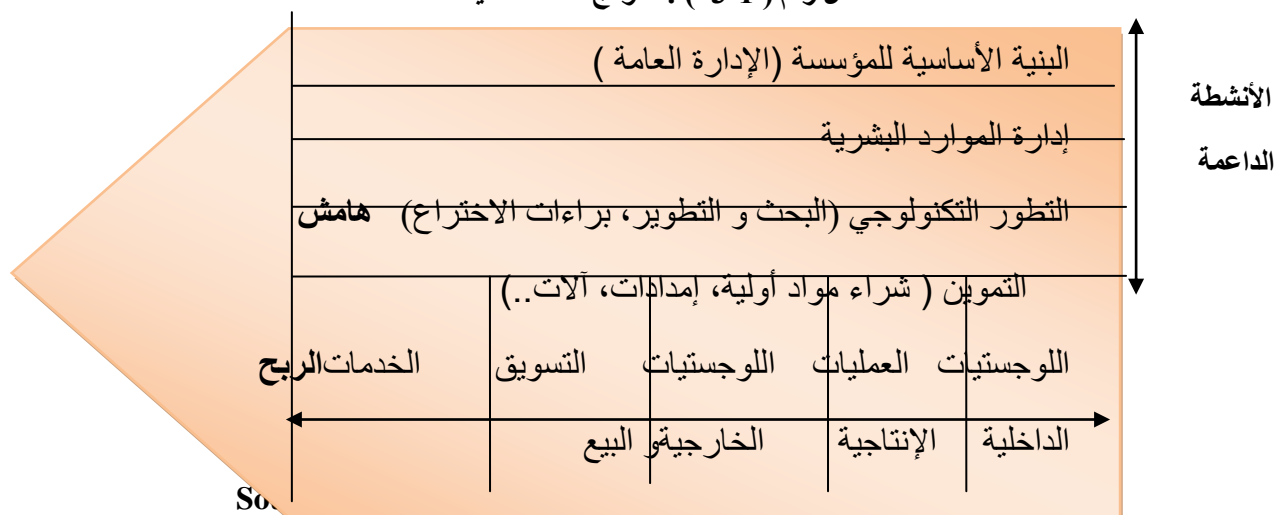 البنية الأساسية للمؤسسة (الإدارة العامة )
الأنشطة
إدارة الموارد البشرية
الداعمة
التطور التكنولوجي (البحث و التطوير، براءات الاختراع) هامش
التموين ( شراء مواد أولية، إمدادات، آلات..)
اللوجستيات العمليات اللوجستيات التسويق الخدمات الربح
الداخلية الإنتاجية الخارجية و البيع